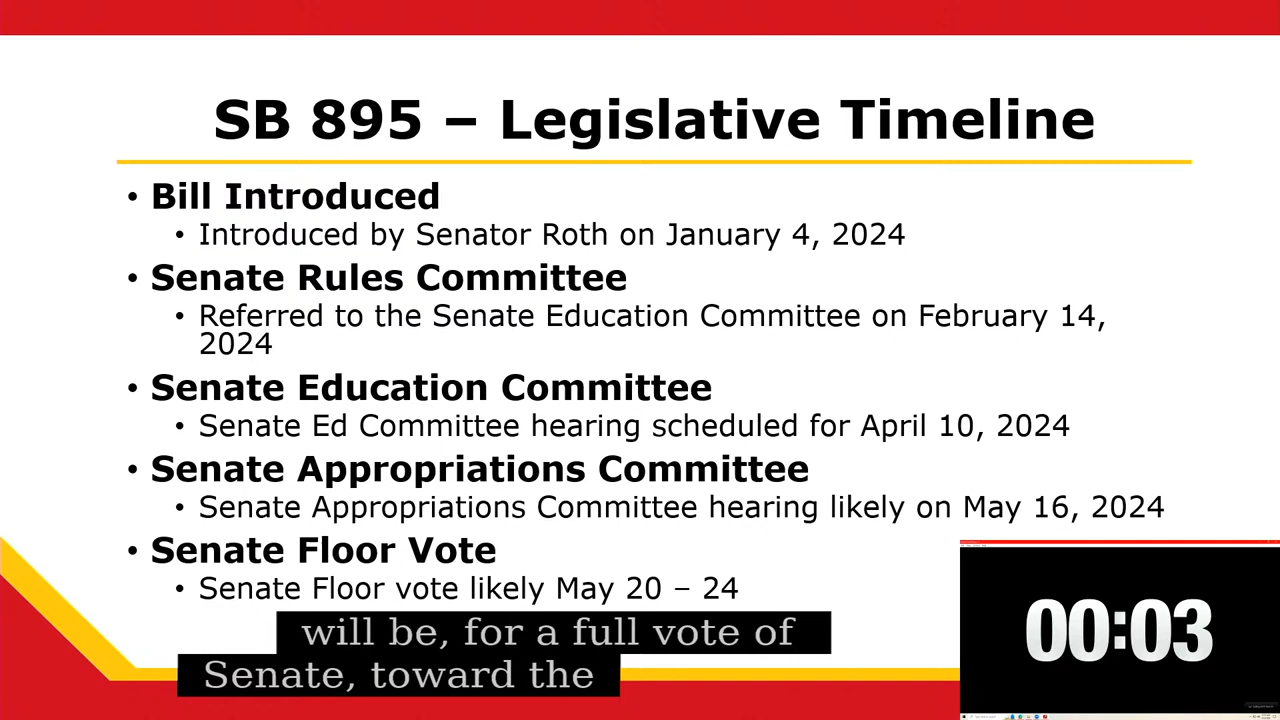 SB 895 – Legislative Timeline
• Bill Introduced
• Introduced by Senator Roth on January 4, 2024
• Senate Rules Committee
• Referred to the Senate Education Committee on February 14,
2024
• Senate Education Committee
• Senate Ed Committee hearing scheduled for April 10, 2024
• Senate Appropriations Committee
• Senate Appropriations Committee hearing likely on May 16, 2024
• Senate Floor Vote
• Senate Floor vote likely May 20 – 24
will be, for a full vote of
Senate, toward the
00:03